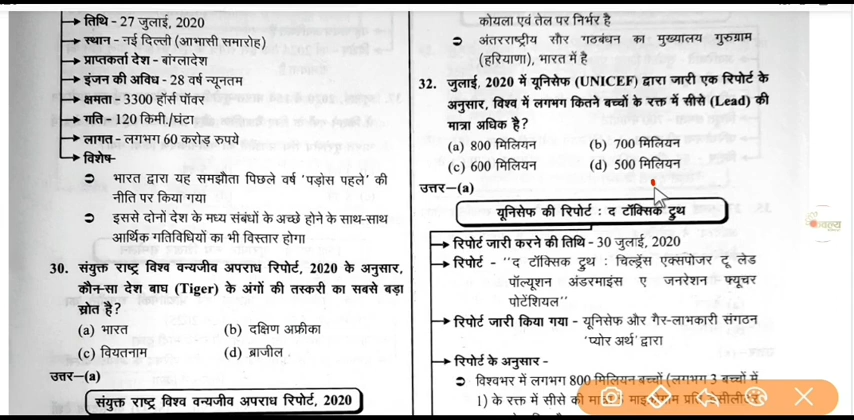 तिथि - 27 जुलाई, 2020
स्थान - नई दिल्ली (आभासी समारोह)
प्राप्तकर्ता देश - बांग्लादेश
इंजन की अवधि - 28 वर्ष न्यूनतम
क्षमता - 3300 हॉर्स पॉवर
गति - 120 किमी./घंटा
लागत - लगभग 60 करोड़ रुपये
विशेष-
भारत द्वारा यह समझौता पिछले वर्ष 'पड़ोस पहले' की
नीति पर किया गया
इससे दोनों देश के मध्य संबंधों के अच्छे होने के साथ-साथ
आर्थिक गतिविधियों का भी विस्तार होगा
30. संयुक्त राष्ट्र विश्व वन्यजीव अपराध रिपोर्ट, 2020 के अनुसार,
कौन-सा देश बाघ (Tiger) के अंगों की तस्करी का सबसे बड़ा
स्रोत है?
(a) भारत (b) दक्षिण अफ्रीका
(c) वियतनाम (d) ब्राजील
उत्तर-(a)
संयुक्त राष्ट्र विश्व वन्यजीव अपराध रिपोर्ट, 2020
कोयला एवं तेल पर निर्भर है
अंतरराष्ट्रीय सौर गठबंधन का मुख्यालय गुरुग्राम
(हरियाणा), भारत में है
32. जुलाई, 2020 में यूनिसेफ (UNICEF) द्वारा जारी एक रिपोर्ट के
अनुसार, विश्व में लगभग कितने बच्चों के रक्त में सीसे (Lead) की
मात्रा अधिक है?
(a) 800 मिलियन (b) 700 मिलियन
(c) 600 मिलियन (d) 500 मिलियन
उत्तर-(a)
यूनिसेफ की रिपोर्ट : द टॉक्सिक ट्रुथ
रिपोर्ट जारी करने की तिथि - 30 जुलाई, 2020
रिपोर्ट - "द टॉक्सिक ट्रुथ : चिल्ड्रेंस एक्सपोजर टू लेड
पॉल्यूशन अंडरमाइंस ए जनरेशन फ्यूचर
पोटेंशियल"
रिपोर्ट जारी किया गया - यूनिसेफ और गैर-लाभकारी संगठन
'प्योर अर्थ' द्वारा
रिपोर्ट के अनुसार -
विश्वभर में लगभग 800 मिलियन बच्चों (लगभग 3 बच्चों में
1) के रक्त में सीसे की